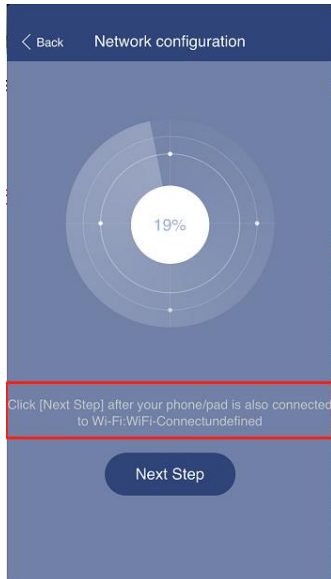 < Back Network configuration
19%
Click [Next Step] after your phone/pad is also connected
to Wi-Fi:WiFi-Connectundefined
Next Step